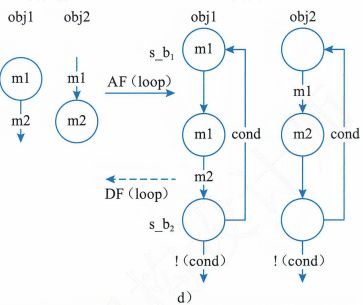 obj1 obj2 obj1 obj2
s_b₁ m1
m1 m1 AF (loop) m1
m2 m2 m1 cond m2 cond
m2
DF (loop)
s_b₂
!(cond) !(cond)
d)